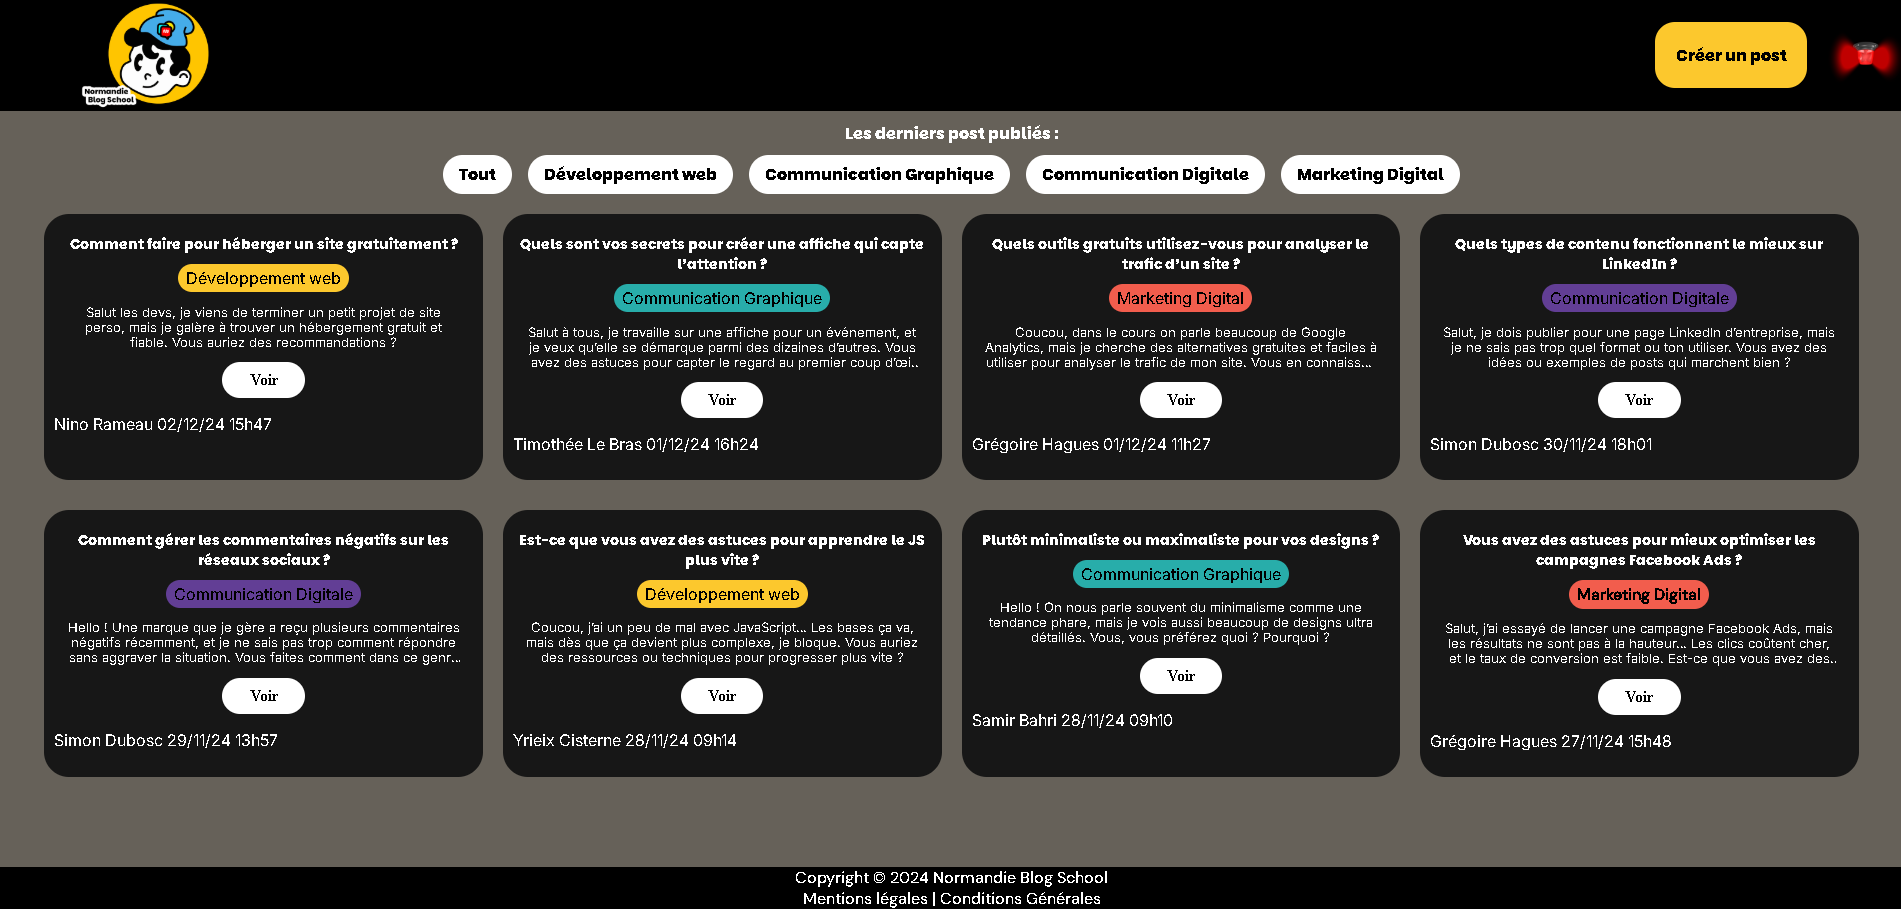 Normandie
Blog School
Créer un post
Les derniers post publiés :
Tout
Développement web
Communication Graphique
Communication Digitale
Marketing Digital
Comment faire pour héberger un site gratuitement ?
Développement web
Salut les devs, je viens de terminer un petit projet de site
perso, mais je galère à trouver un hébergement gratuit et
fiable. Vous auriez des recommandations ?
Voir
Nino Rameau 02/12/24 15h47
Quels sont vos secrets pour créer une affiche qui capte
l'attention ?
Communication Graphique
Salut à tous, je travaille sur une affiche pour un événement, et
je veux qu'elle se démarque parmi des dizaines d'autres. Vous
avez des astuces pour capter le regard au premier coup d'œi..
Voir
Timothée Le Bras 01/12/24 16h24
Quels outils gratuits utilisez-vous pour analyser le
trafic d'un site ?
Marketing Digital
Coucou, dans le cours on parle beaucoup de Google
Analytics, mais je cherche des alternatives gratuites et faciles à
utiliser pour analyser le trafic de mon site. Vous en connaiss...
Voir
Grégoire Hagues 01/12/24 11h27
Quels types de contenu fonctionnent le mieux sur
LinkedIn ?
Communication Digitale
Salut, je dois publier pour une page LinkedIn d'entreprise, mais
je ne sais pas trop quel format ou ton utiliser. Vous avez des
idées ou exemples de posts qui marchent bien ?
Voir
Simon Dubosc 30/11/24 18h01
Comment gérer les commentaires négatifs sur les
réseaux sociaux ?
Communication Digitale
Hello ! Une marque que je gère a reçu plusieurs commentaires
négatifs récemment, et je ne sais pas trop comment répondre
sans aggraver la situation. Vous faites comment dans ce genr...
Voir
Simon Dubosc 29/11/24 13h57
Est-ce que vous avez des astuces pour apprendre le JS
plus vite ?
Développement web
Coucou, j'ai un peu de mal avec JavaScript... Les bases ça va,
mais dès que ça devient plus complexe, je bloque. Vous auriez
des ressources ou techniques pour progresser plus vite ?
Voir
Yrieix Cisterne 28/11/24 09h14
Plutôt minimaliste ou maximaliste pour vos designs ?
Communication Graphique
Hello ! On nous parle souvent du minimalisme comme une
tendance phare, mais je vois aussi beaucoup de designs ultra
détaillés. Vous, vous préférez quoi ? Pourquoi ?
Voir
Samir Bahri 28/11/24 09h10
Vous avez des astuces pour mieux optimiser les
campagnes Facebook Ads ?
Marketing Digital
Salut, j'ai essayé de lancer une campagne Facebook Ads, mais
les résultats ne sont pas à la hauteur... Les clics coûtent cher,
et le taux de conversion est faible. Est-ce que vous avez des..
Voir
Grégoire Hagues 27/11/24 15h48
Copyright © 2024 Normandie Blog School
Mentions légales | Conditions Générales